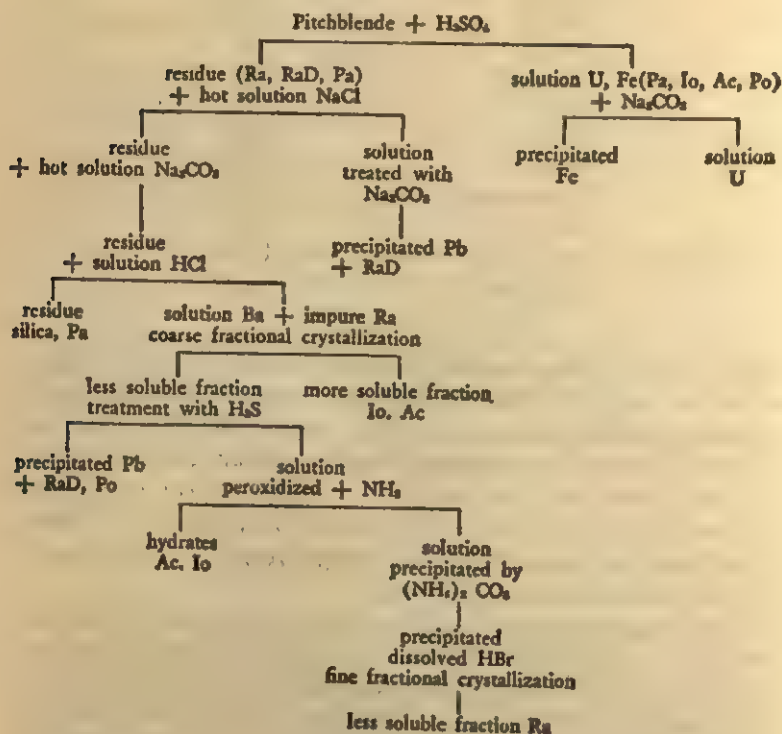 Pitchblende + H₂SO₄
residue (Ra, RaD, Pa)
+ hot solution NaCl
solution U, Fe(Pa, Io, Ac, Po)
+ Na₂CO₃
residue
+ hot solution Na₂CO₃
solution
treated with
Na₂CO₃
precipitated
Fe
solution
U
residue
+ solution HCl
precipitated Pb
+ RaD
residue
silica, Pa
solution Ba + impure Ra
coarse fractional crystallization
less soluble fraction
treatment with H₂S
more soluble fraction
Io. Ac
precipitated Pb
+ RaD, Po
solution
peroxidized + NH₃
hydrates
Ac. Io
solution
precipitated by
(NH₄)₂ CO₃
precipitated
dissolved HBr
fine fractional crystallization
less soluble fraction Ra